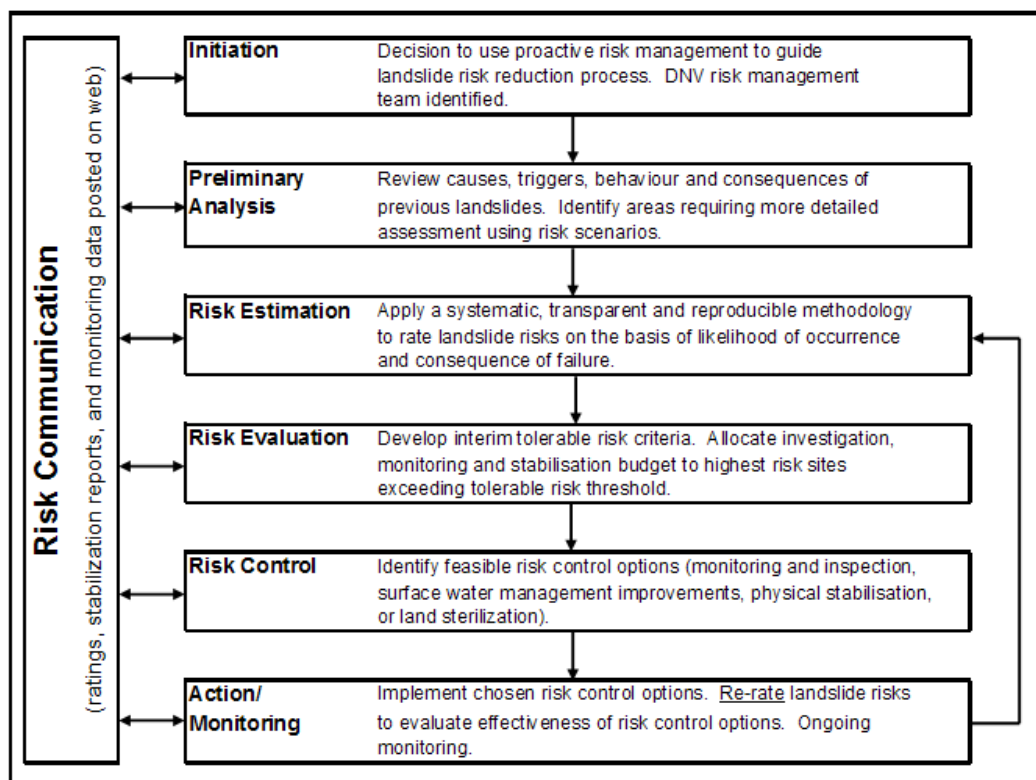 Risk Communication
(ratings, stabilization reports, and monitoring data posted on web)
Initiation
Decision to use proactive risk management to guide
landslide risk reduction process. DNV risk management
team identified.
Preliminary
Analysis
Review causes, triggers, behaviour and consequences of
previous landslides. Identify areas requiring more detailed
assessment using risk scenarios.
Risk Estimation
Apply a systematic, transparent and reproducible methodology
to rate landslide risks on the basis of likelihood of occurrence
and consequence of failure.
Risk Evaluation
Develop interim tolerable risk criteria. Allocate investigation,
monitoring and stabilisation budget to highest risk sites
exceeding tolerable risk threshold.
Risk Control
Identify feasible risk control options (monitoring and inspection,
surface water management improvements, physical stabilisation,
or land sterilization).
Action/
Monitoring
Implement chosen risk control options. Re-rate landslide risks
to evaluate effectiveness of risk control options. Ongoing
monitoring.